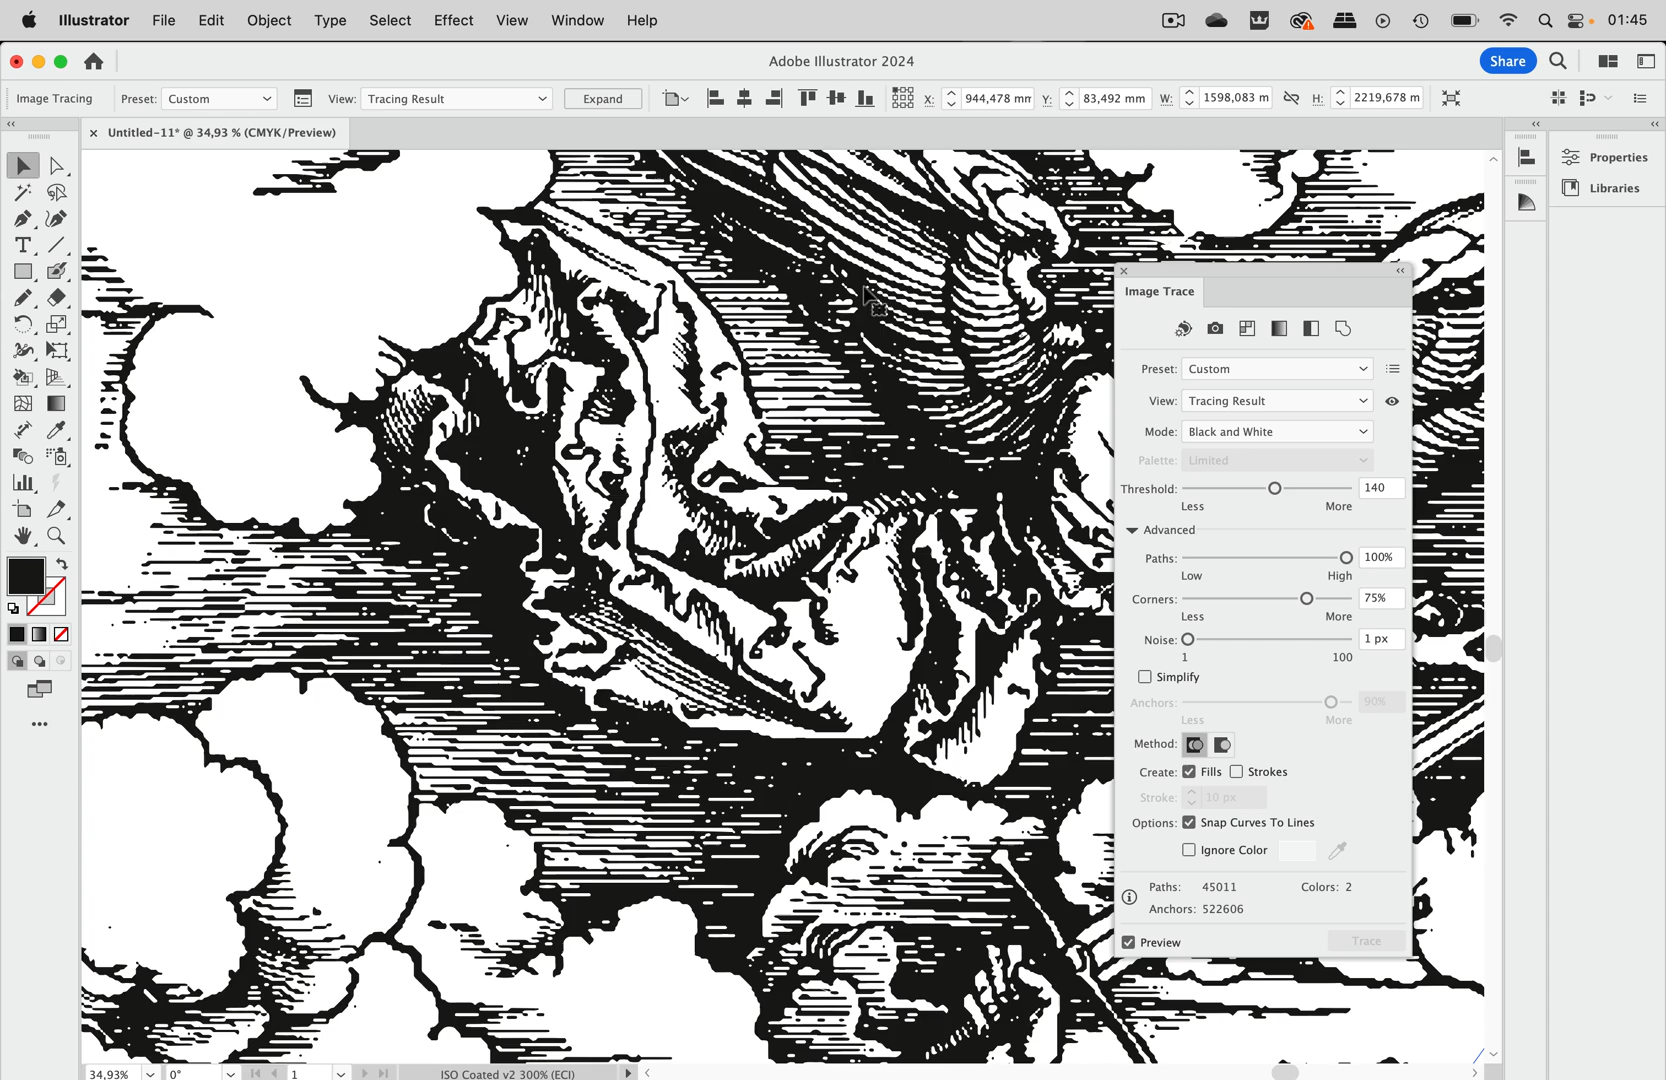 Illustrator File Edit Object Type Select Effect View Window Help 01:45
Adobe Illustrator 2024 Share
Image Tracing Preset: Custom View: Tracing Result Expand X: 944,478 mm Y: 83,492 mm W: 1598,083 m H: 2219,678 m
Untitled-11* @ 34,93 % (CMYK/Preview)
Properties
Libraries
Image Trace
Preset: Custom
View: Tracing Result
Mode: Black and White
Palette: Limited
Threshold: 140
Less More
Advanced
Paths: 100%
Low High
Corners: 75%
Less More
Noise: 1 px
1 100
Simplify
Anchors: 90%
Less More
Method:
Create: Fills Strokes
Stroke: 10 px
Options: Snap Curves To Lines
Ignore Color
Paths: 45011 Colors: 2
Anchors: 522606
Preview Trace
34,93% 0° 1 ISO Coated v2 300% (ECI)